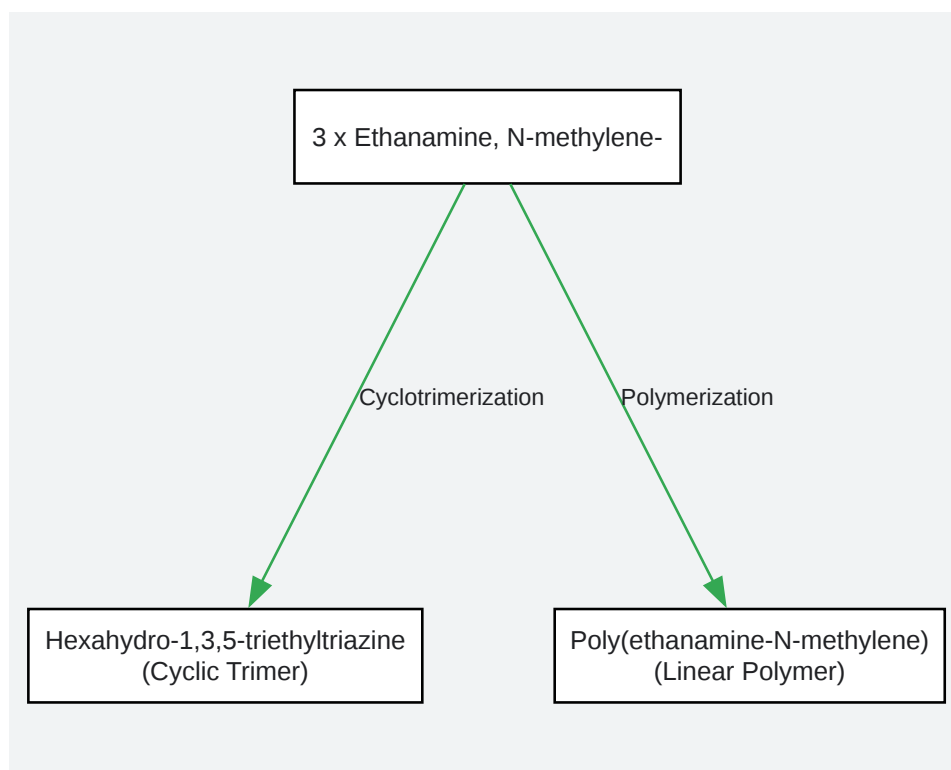 3 x Ethanamine, N-methylene-
Cyclotrimerization
Polymerization
Hexahydro-1,3,5-triethyltriazine
(Cyclic Trimer)
Poly(ethanamine-N-methylene)
(Linear Polymer)